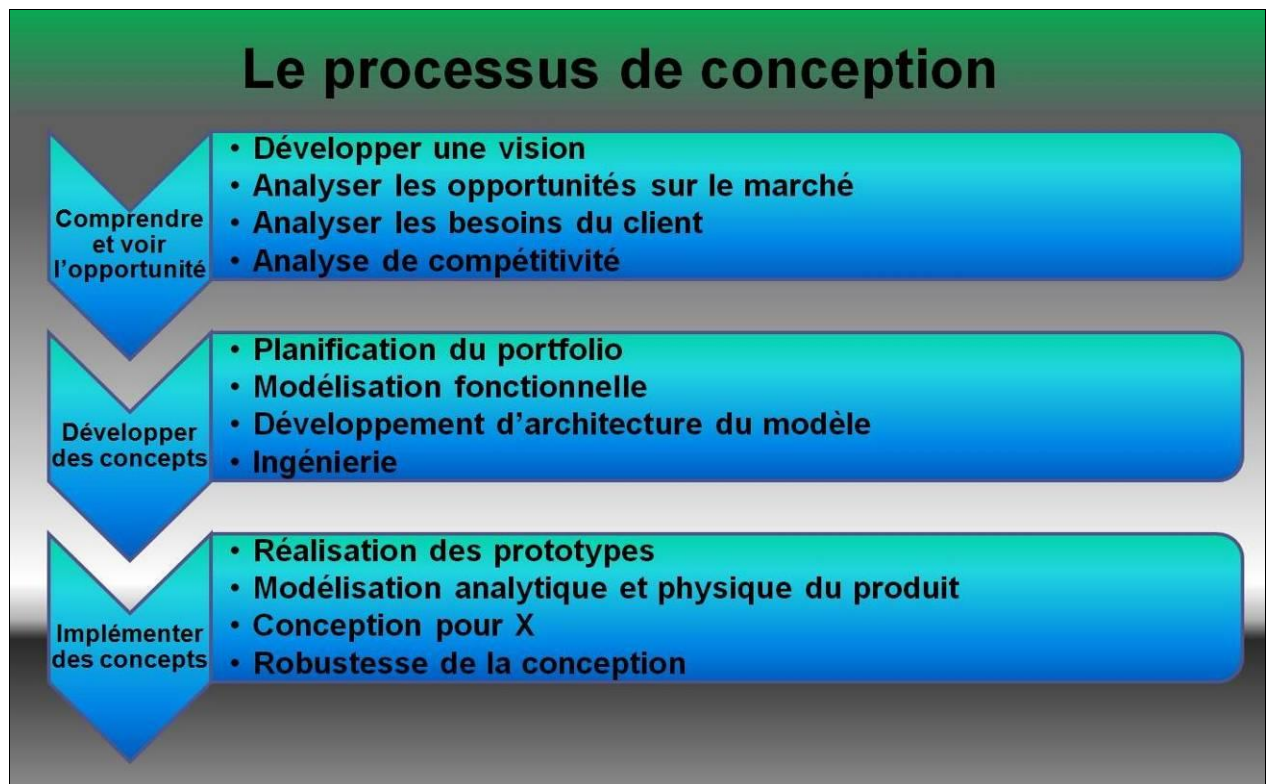 Le processus de conception
Comprendre
et voir
l’opportunité
• Développer une vision
• Analyser les opportunités sur le marché
• Analyser les besoins du client
• Analyse de compétitivité
Développer
des concepts
• Planification du portfolio
• Modélisation fonctionnelle
• Développement d’architecture du modèle
• Ingénierie
Implémenter
des concepts
• Réalisation des prototypes
• Modélisation analytique et physique du produit
• Conception pour X
• Robustesse de la conception